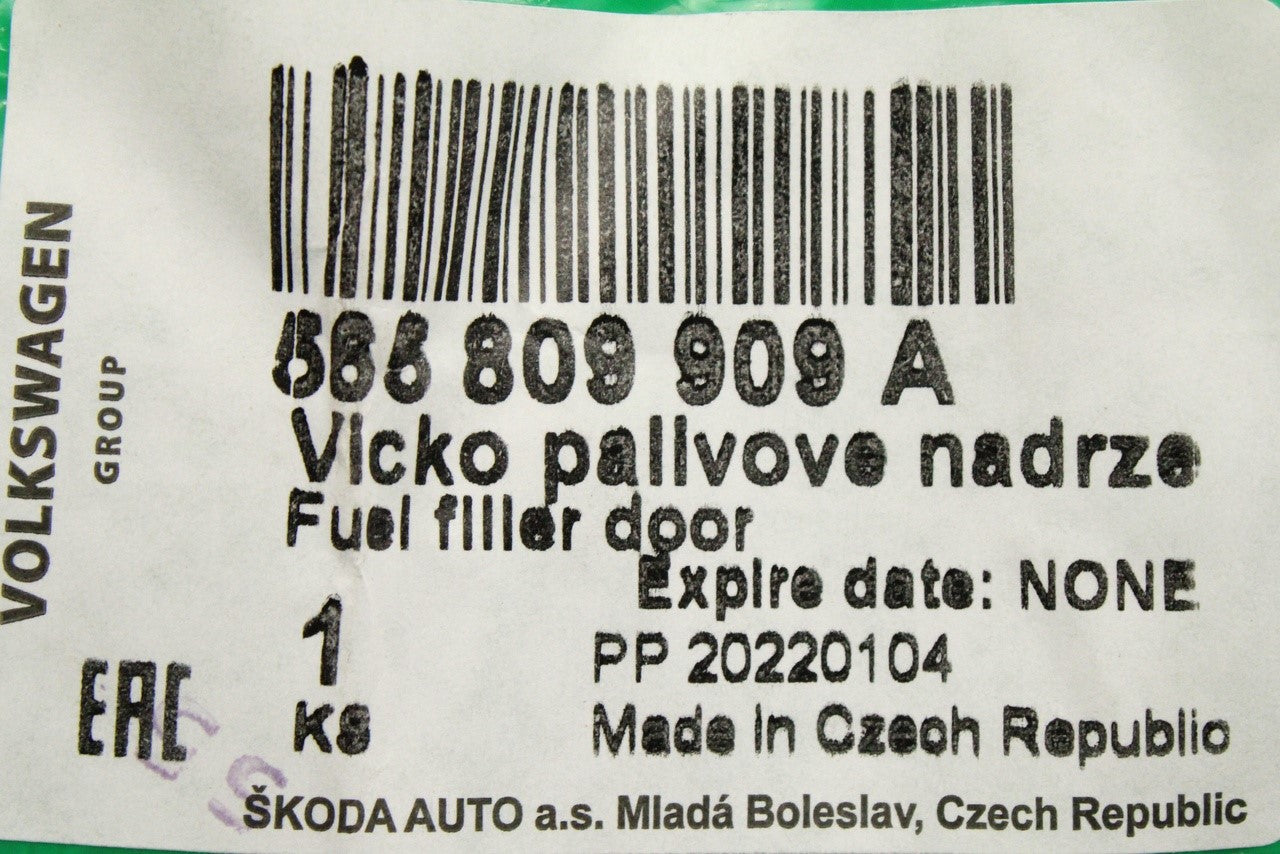 VOLKSWAGEN
GROUP
809 909 A
Vicko palivove nadrze
Fuel filler door
Expire date: NONE
1
PP 20220104
ks
Made in Czech Republic
EAC
ŠKODA AUTO a.s. Mladá Boleslav, Czech Republic